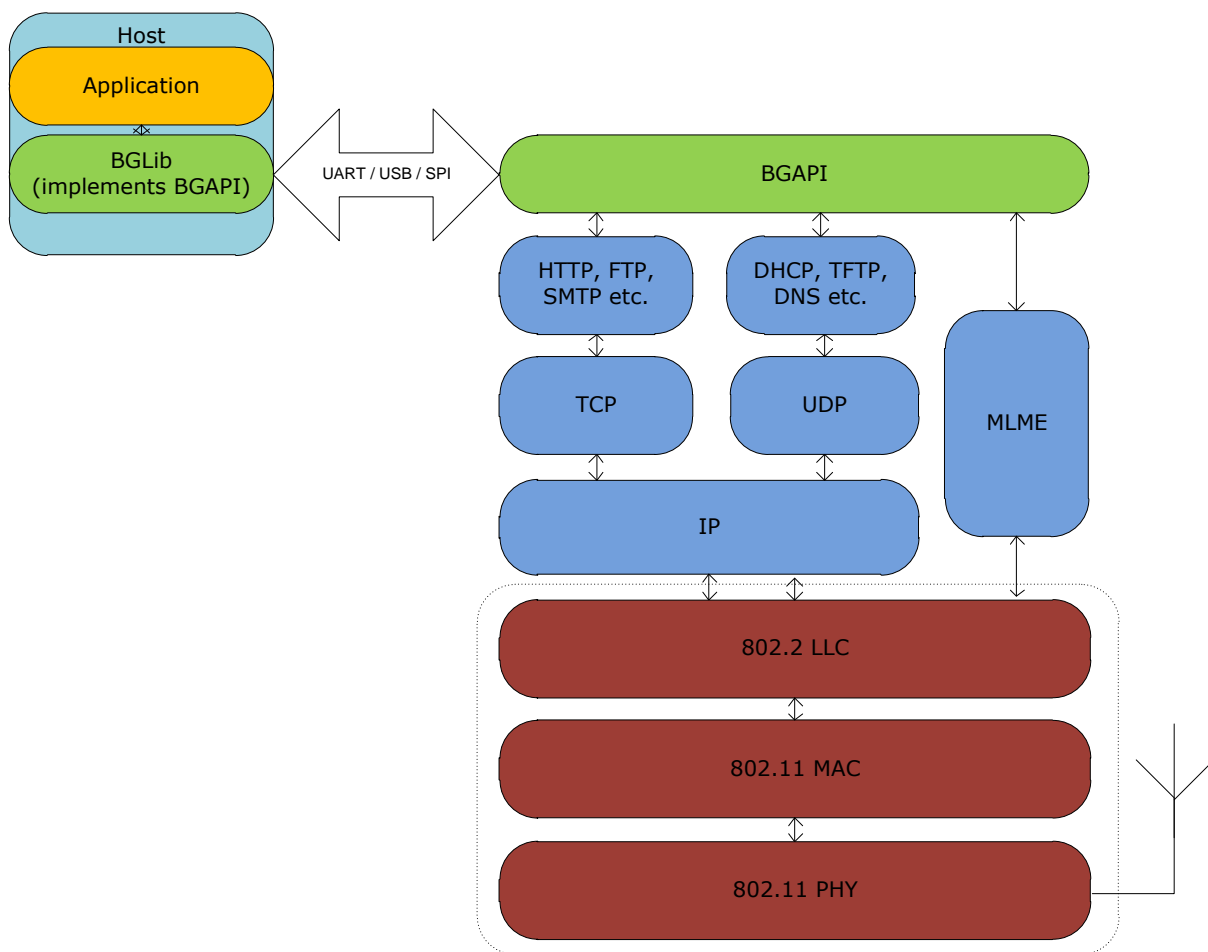 Host
Application
BGLib
(implements BGAPI)
UART / USB / SPI
BGAPI
HTTP, FTP,
SMTP etc.
DHCP, TFTP,
DNS etc.
TCP
UDP
MLME
IP
802.2 LLC
802.11 MAC
802.11 PHY